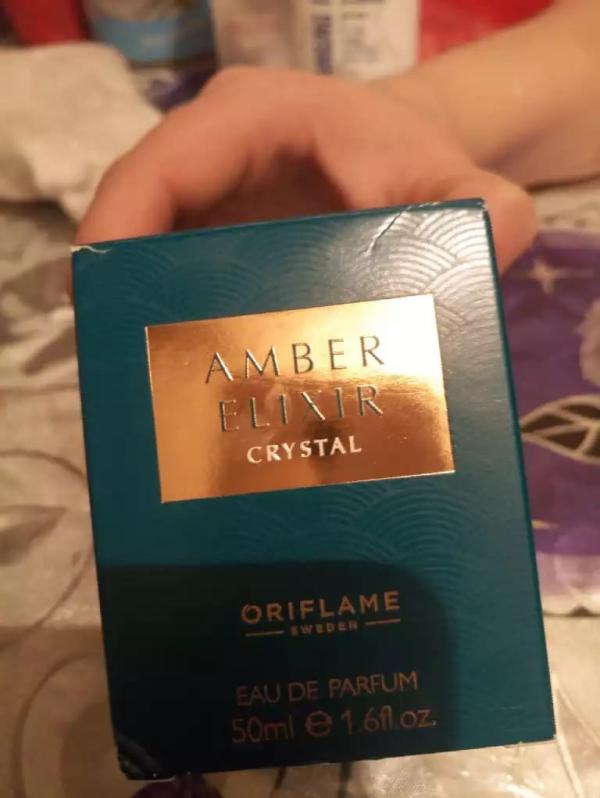 AMBER
ELIXIR
CRYSTAL
ORIFLAME
SWEDEN
EAU DE PARFUM
50ml ℮ 1.6fl.oz.